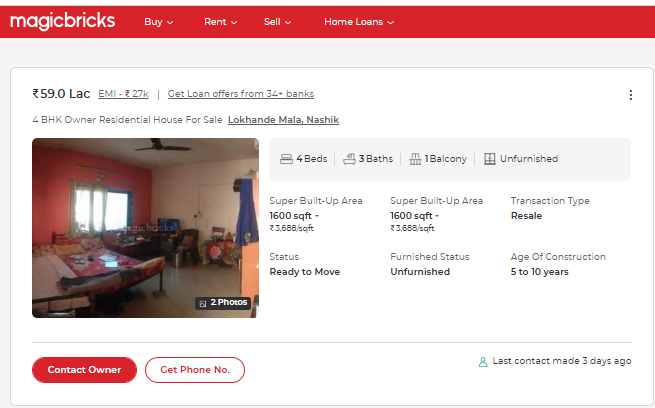 magicbricks
Buy
Rent
Sell
Home Loans
₹59.0 Lac EMI - ₹ 27k | Get Loan offers from 34+ banks
4 BHK Owner Residential House For Sale Lokhande Mala, Nashik
4 Beds
3 Baths
1 Balcony
Unfurnished
magicbricks
2 Photos
Super Built-Up Area
1600 sqft
₹3,688/sqft
Super Built-Up Area
1600 sqft
₹3,688/sqft
Transaction Type
Resale
Status
Ready to Move
Furnished Status
Unfurnished
Age Of Construction
5 to 10 years
Contact Owner
Get Phone No.
Last contact made 3 days ago